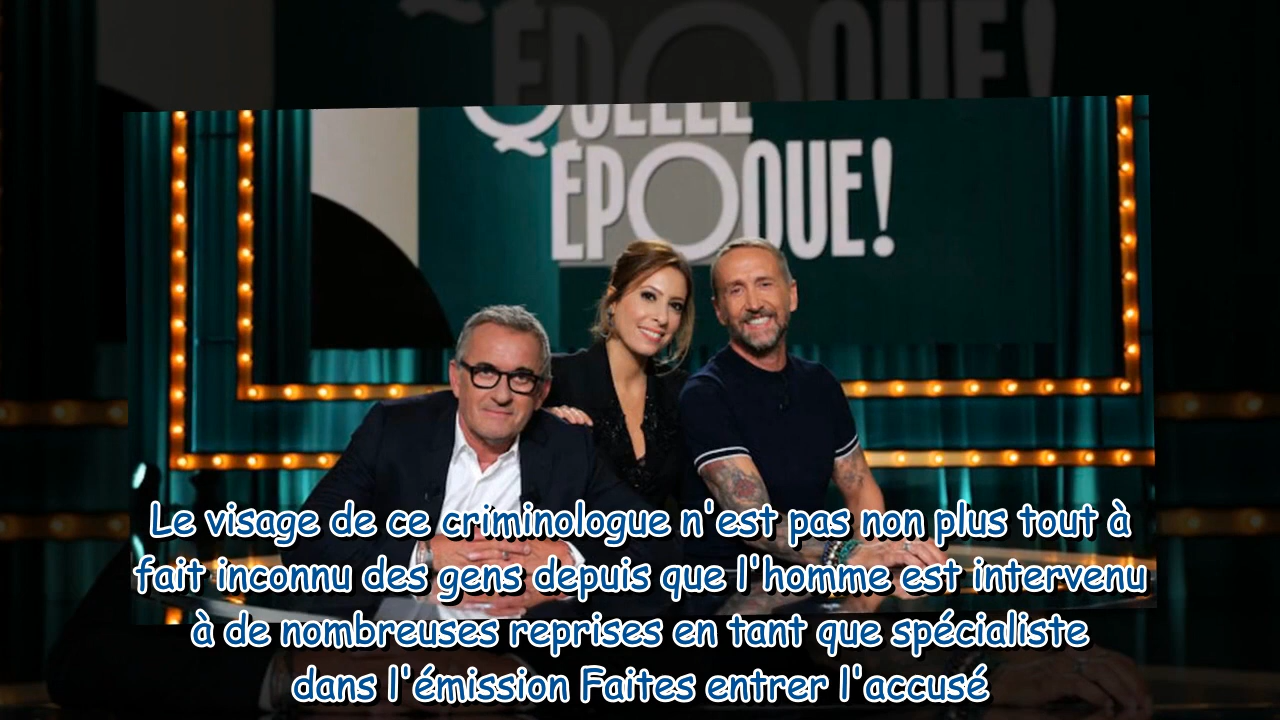 QUELLE
ÉPOQUE!
Le visage de ce criminologue n'est pas non plus tout à
fait inconnu des gens depuis que l'homme est intervenu
à de nombreuses reprises en tant que spécialiste
dans l'émission Faites entrer l'accusé